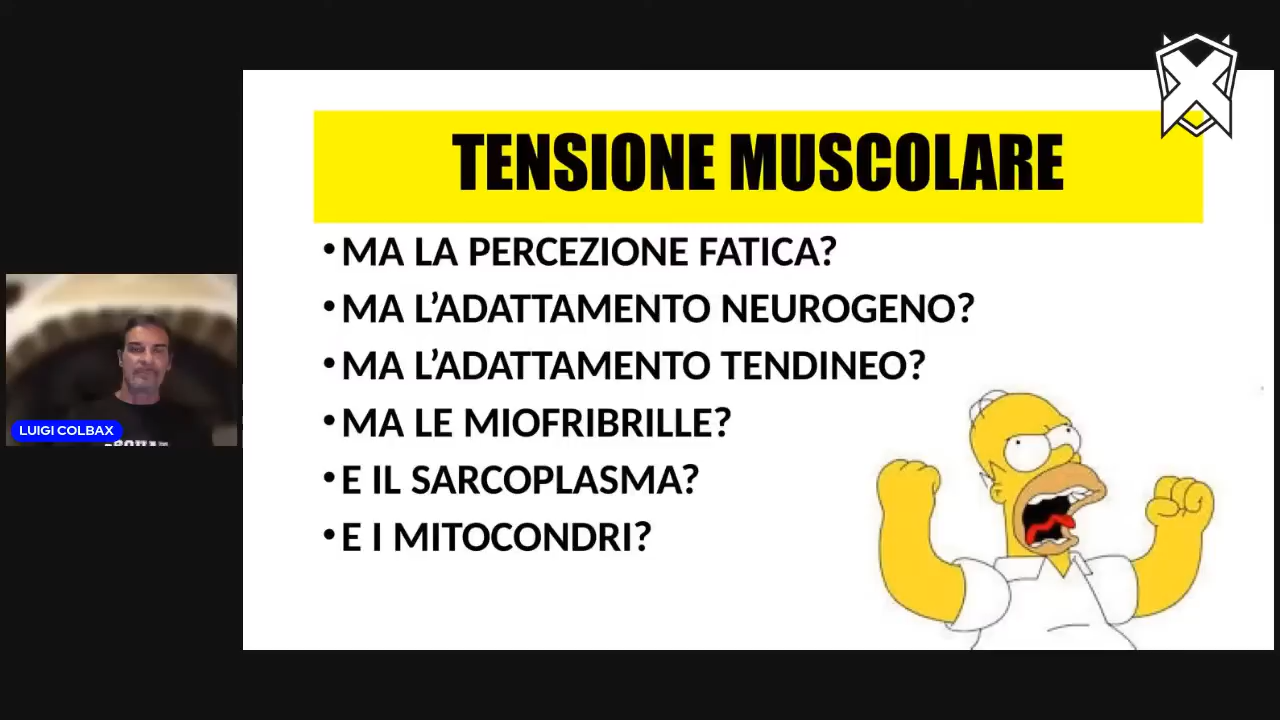 TENSIONE MUSCOLARE
•MA LA PERCEZIONE FATICA?
•MA L’ADATTAMENTO NEUROGENO?
•MA L’ADATTAMENTO TENDINEO?
•MA LE MIOFRIBRILLE?
•E IL SARCOPLASMA?
•E I MITOCONDRI?
LUIGI COLBAX